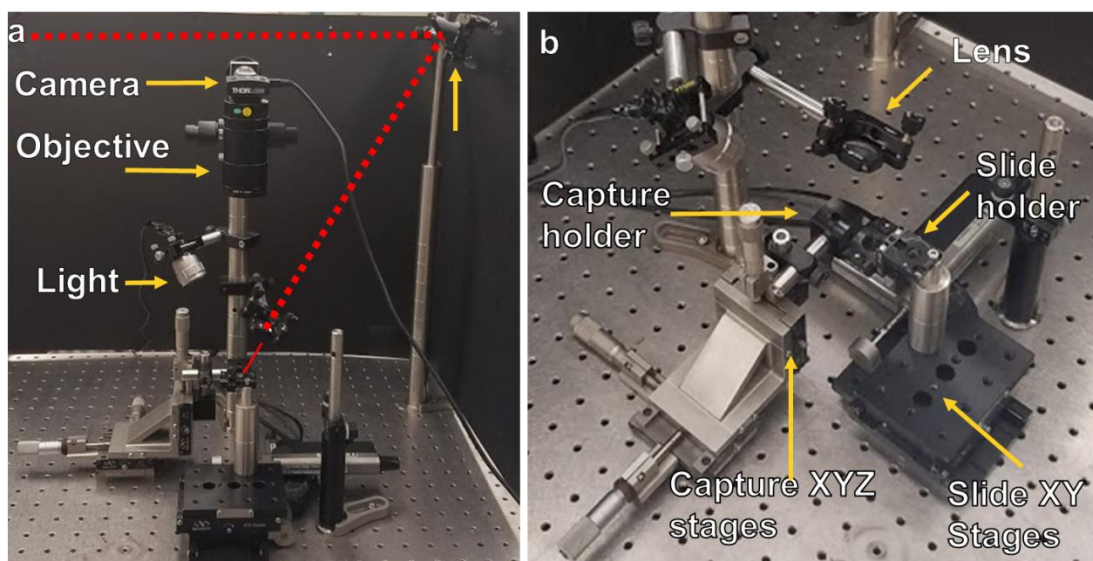 a
Camera
THORLABS
Objective
Light
b
Lens
Slide
holder
Capture
holder
Capture XYZ
stages
Slide XY
Stages